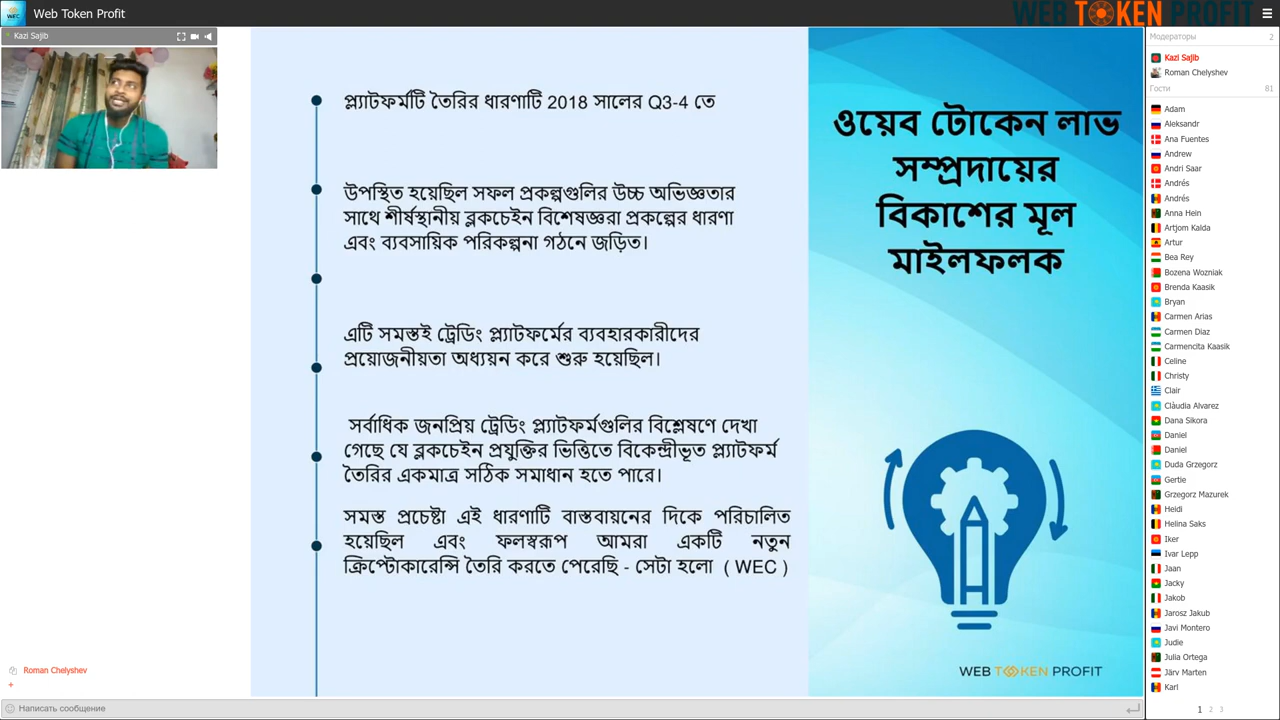 WEC
Web Token Profit
WEB TOKEN PROFIT
Kazi Sajib
প্ল্যাটফর্মটি তৈরির ধারণাটি 2018 সালের Q3-4 তে
উপস্থিত হয়েছিল সফল প্রকল্পগুলির উচ্চ অভিজ্ঞতার
সাথে শীর্ষস্থানীয় ব্লকচেইন বিশেষজ্ঞরা প্রকল্পের ধারণা
এবং ব্যবসায়িক পরিকল্পনা গঠনে জড়িত।
এটি সমস্তই ট্রেডিং প্ল্যাটফর্মের ব্যবহারকারীদের
প্রয়োজনীয়তা অধ্যয়ন করে শুরু হয়েছিল।
সর্বাধিক জনপ্রিয় ট্রেডিং প্ল্যাটফর্মগুলির বিশ্লেষণে দেখা
গেছে যে ব্লকচেইন প্রযুক্তির ভিত্তিতে বিকেন্দ্রীভূত প্ল্যাটফর্ম
তৈরির একমাত্র সঠিক সমাধান হতে পারে।
সমস্ত প্রচেষ্টা এই ধারণাটি বাস্তবায়নের দিকে পরিচালিত
হয়েছিল এবং ফলস্বরূপ আমরা একটি নতুন
ক্রিপ্টোকারেন্সি তৈরি করতে পেরেছি - সেটা হলো ( WEC )
ওয়েব টোকেন লাভ
সম্প্রদায়ের
বিকাশের মূল
মাইলফলক
WEB TOKEN PROFIT
Roman Chelyshev
+
Написать сообщение
Модераторы 2
Kazi Sajib
Roman Chelyshev
Гости 81
Adam
Aleksandr
Ana Fuentes
Andrew
Andri Saar
Andrés
Andrés
Anna Hein
Artjom Kalda
Artur
Bea Rey
Bozena Wozniak
Brenda Kaasik
Bryan
Carmen Arias
Carmen Diaz
Carmencita Kaasik
Celine
Christy
Clair
Clàudia Alvarez
Dana Sikora
Daniel
Daniel
Duda Grzegorz
Gertie
Grzegorz Mazurek
Heidi
Helina Saks
Iker
Ivar Lepp
Jaan
Jacky
Jakob
Jarosz Jakub
Javi Montero
Judie
Julia Ortega
Järv Marten
Karl
1 2 3